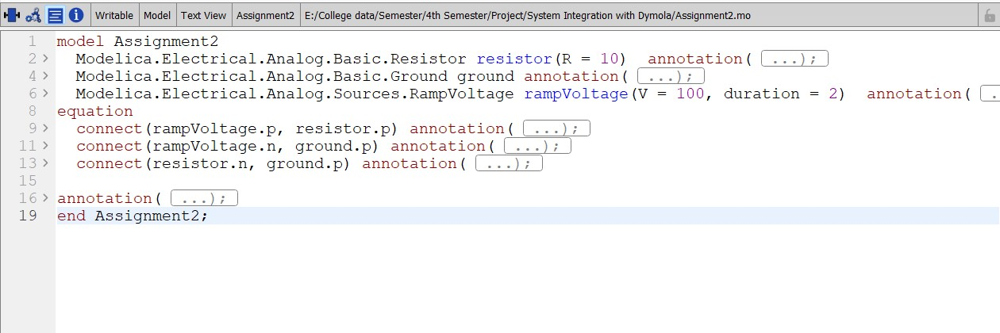 Writable Model Text View Assignment2 E:/College data/Semester/4th Semester/Project/System Integration with Dymola/Assignment2.mo
1 model Assignment2
2 > Modelica.Electrical.Analog.Basic.Resistor resistor(R = 10) annotation( ...);
4 > Modelica.Electrical.Analog.Basic.Ground ground annotation( ...);
6 > Modelica.Electrical.Analog.Sources.RampVoltage rampVoltage(V = 100, duration = 2) annotation( .
8 equation
9 > connect(rampVoltage.p, resistor.p) annotation( ...);
11 > connect(rampVoltage.n, ground.p) annotation( ...);
13 > connect(resistor.n, ground.p) annotation( ...);
15
16 > annotation( ...);
19 end Assignment2;